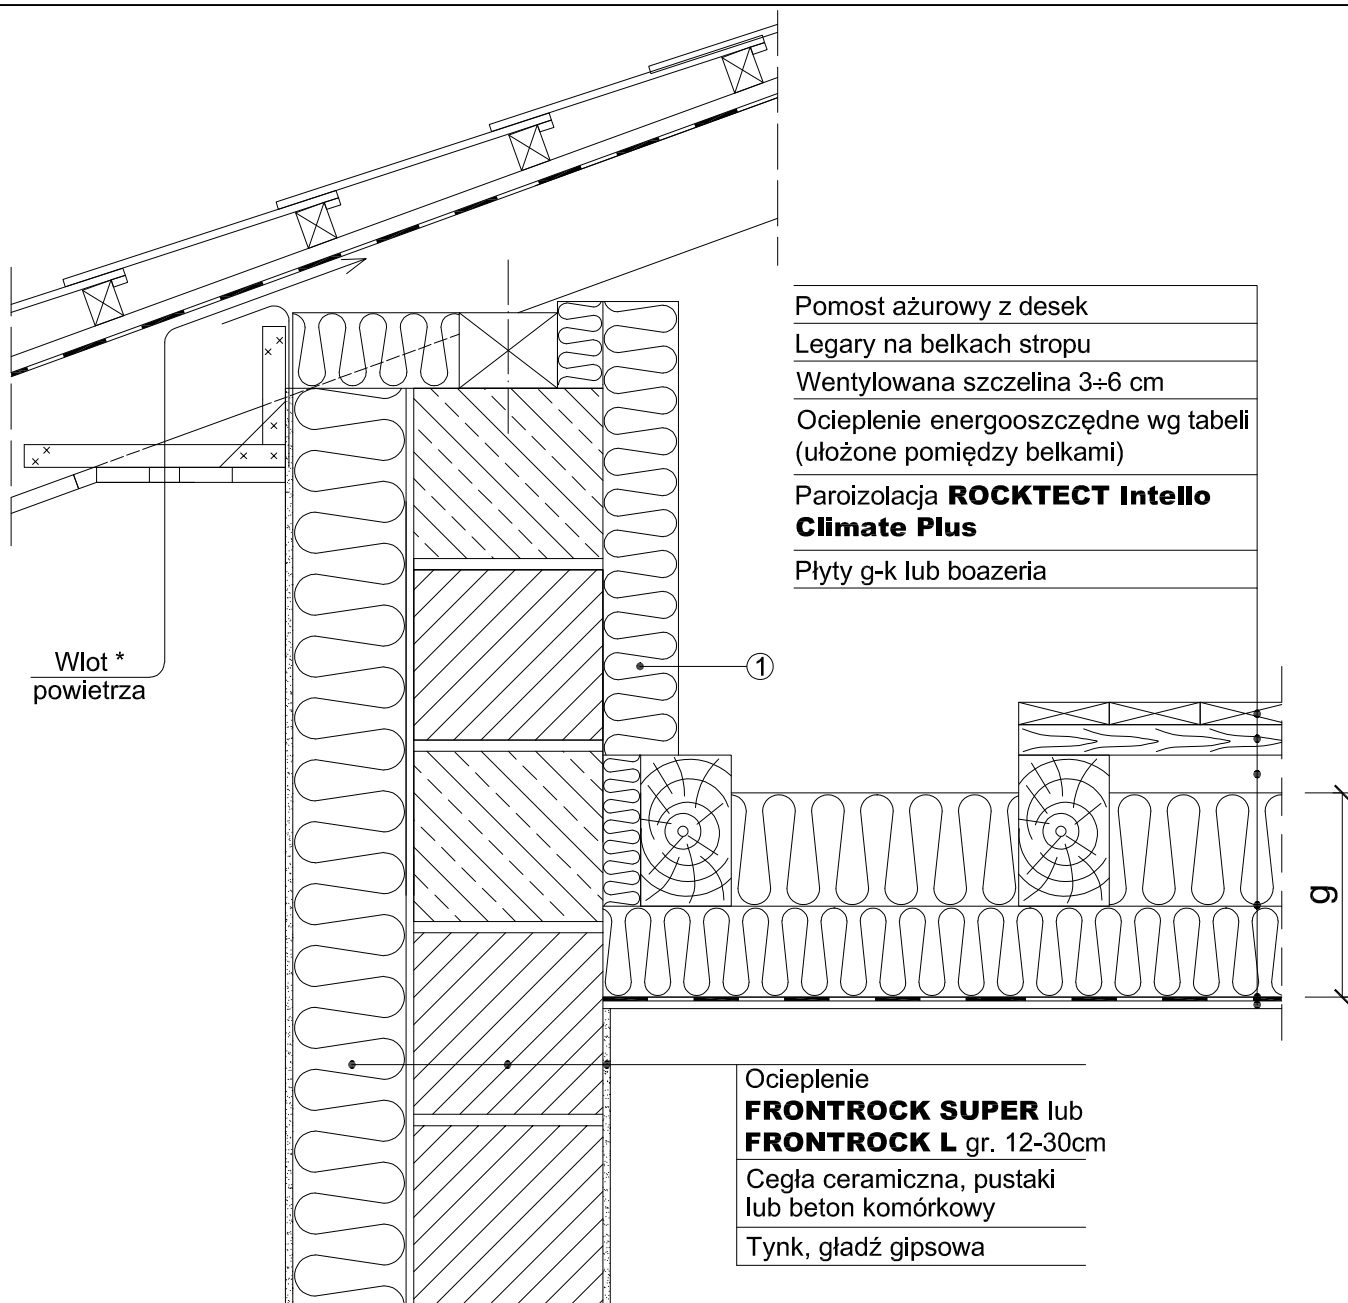 Pomost ażurowy z desek
Legary na belkach stropu
Wentylowana szczelina 3÷6 cm
Ocieplenie energooszczędne wg tabeli
(ułożone pomiędzy belkami)
Paroizolacja ROCKTECT Intello
Climate Plus
Płyty g-k lub boazeria
Wlot *
powietrza
1
g
Ocieplenie
FRONTROCK SUPER lub
FRONTROCK L gr. 12-30cm
Cegła ceramiczna, pustaki
lub beton komórkowy
Tynk, gładź gipsowa